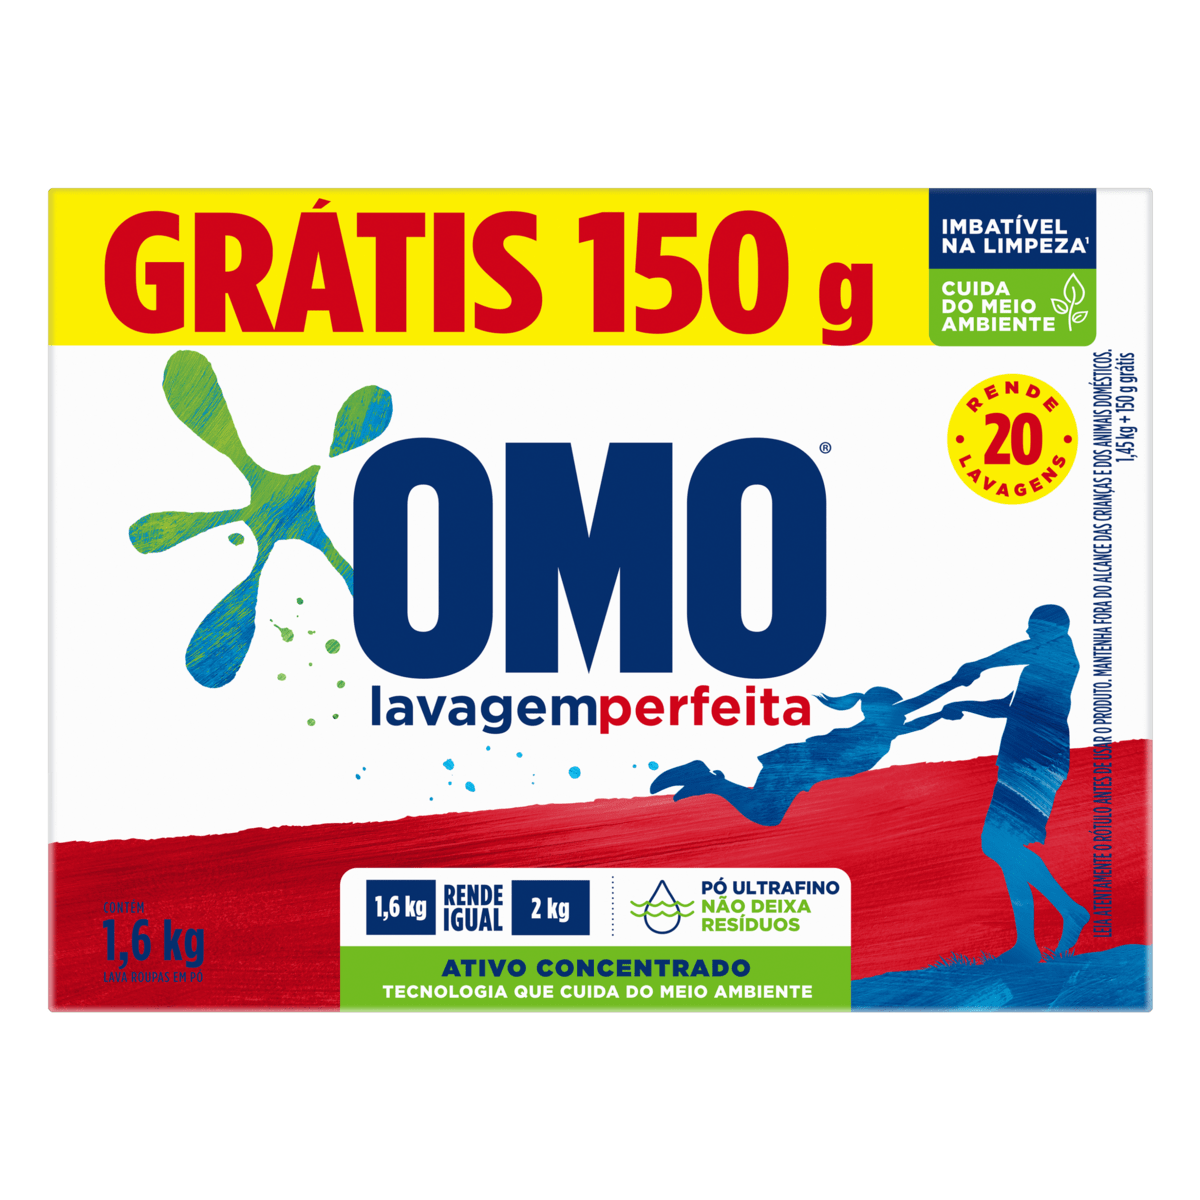 GRÁTIS 150 g
IMBATÍVEL
NA LIMPEZA¹
CUIDA
DO MEIO
AMBIENTE
RENDE
20
LAVAGENS
OMO®
lavagemperfeita
LEIA ATENTAMENTE O RÓTULO ANTES DE USAR O PRODUTO. MANTENHA FORA DO ALCANCE DAS CRIANÇAS E DOS ANIMAIS DOMÉSTICOS.
1,45 kg + 150 g grátis
CONTÉM
1,6 kg
LAVA ROUPAS EM PÓ
1,6 kg
RENDE
IGUAL
2 kg
PÓ ULTRAFINO
NÃO DEIXA
RESÍDUOS
ATIVO CONCENTRADO
TECNOLOGIA QUE CUIDA DO MEIO AMBIENTE